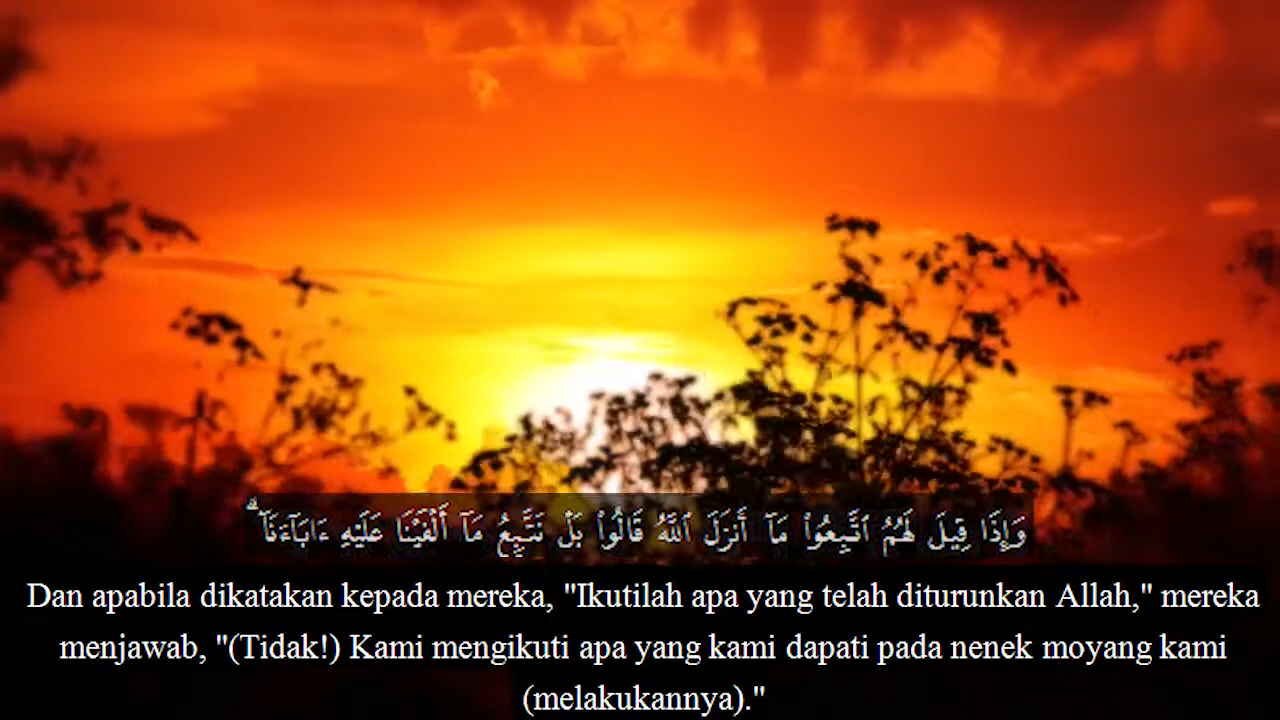 وَإِذَا قِيلَ لَهُمُ ٱتَّبِعُوا۟ مَآ أَنزَلَ ٱللَّهُ قَالُوا۟ بَلْ نَتَّبِعُ مَآ أَلْفَيْنَا عَلَيْهِ ءَابَآءَنَآ ۗ
Dan apabila dikatakan kepada mereka, "Ikutilah apa yang telah diturunkan Allah," mereka
menjawab, "(Tidak!) Kami mengikuti apa yang kami dapati pada nenek moyang kami
(melakukannya)."